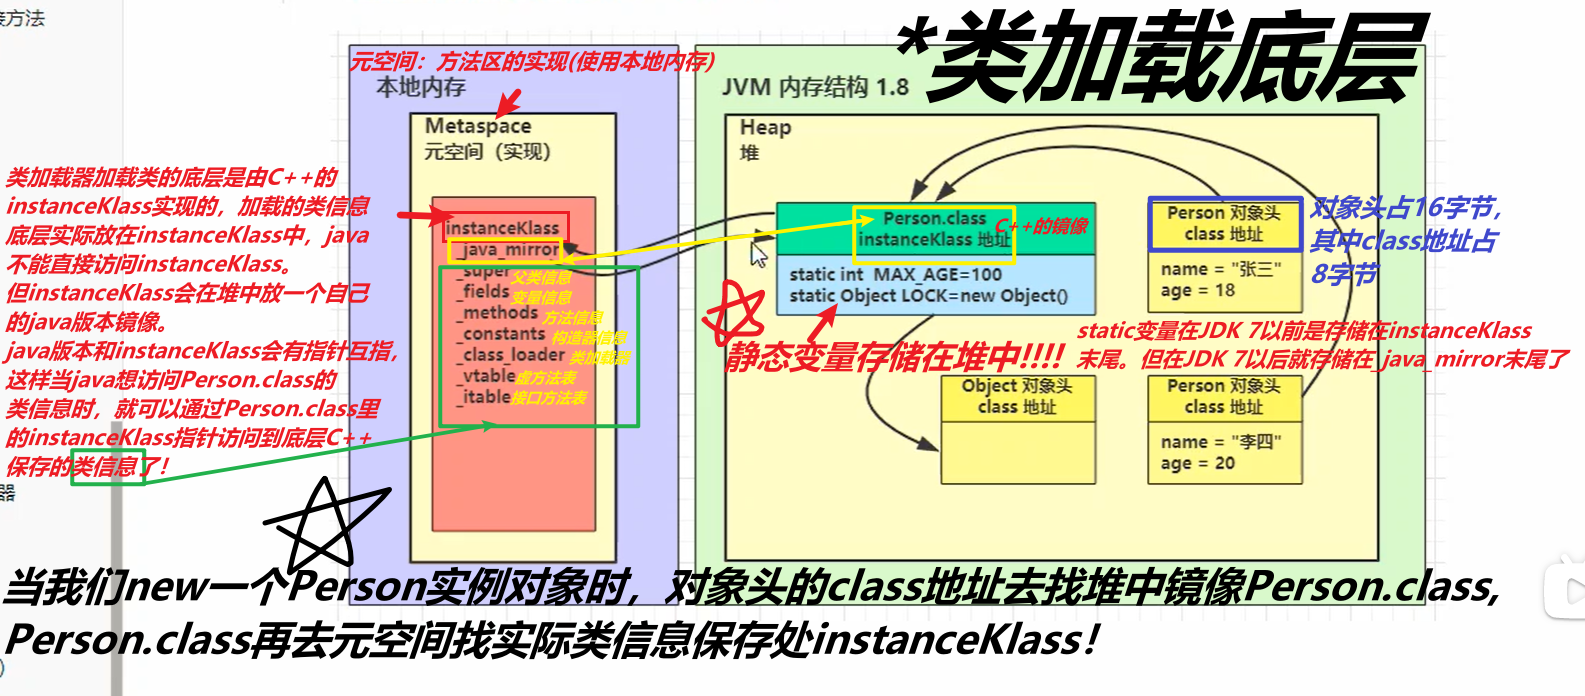 接方法
*类加载底层
元空间：方法区的实现(使用本地内存)
本地内存
JVM 内存结构 1.8
Metaspace
元空间（实现）
Heap
堆
类加载器加载类的底层是由C++的
instanceKlass实现的，加载的类信息
底层实际放在instanceKlass中，java
不能直接访问instanceKlass。
但instanceKlass会在堆中放一个自己
的java版本镜像。
java版本和instanceKlass会有指针互指，
这样当java想访问Person.class的
类信息时，就可以通过Person.class里
的instanceKlass指针访问到底层C++
保存的类信息了！
instanceKlass
_java_mirror
_super 父类信息
_fields 变量信息
_methods 方法信息
_constants 构造器信息
_class_loader 类加载器
_vtable 虚方法表
_itable 接口方法表
Person.class
instanceKlass 地址
C++的镜像
static int MAX_AGE=100
static Object LOCK=new Object()
Person 对象头
class 地址
name = "张三"
age = 18
对象头占16字节，
其中class地址占
8字节
静态变量存储在堆中!!!!
static变量在JDK 7以前是存储在instanceKlass
末尾。但在JDK 7以后就存储在_java_mirror末尾了
Object 对象头
class 地址
Person 对象头
class 地址
name = "李四"
age = 20
器
当我们new一个Person实例对象时，对象头的class地址去找堆中镜像Person.class,
Person.class再去元空间找实际类信息保存处instanceKlass！
)